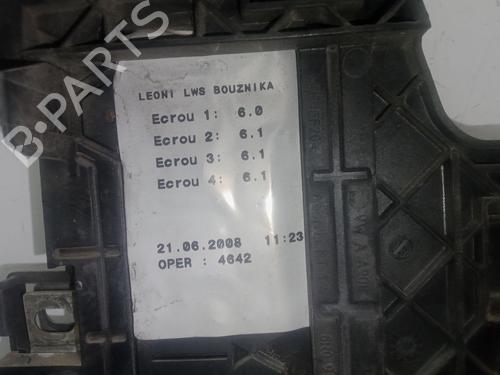 LEONI LWS BOUZNIKA
Ecrou 1: 6.0
Ecrou 2: 6.1
Ecrou 3: 6.1
Ecrou 4: 6.1
21.06.2008 11:23
OPER : 4642
B-PARTS